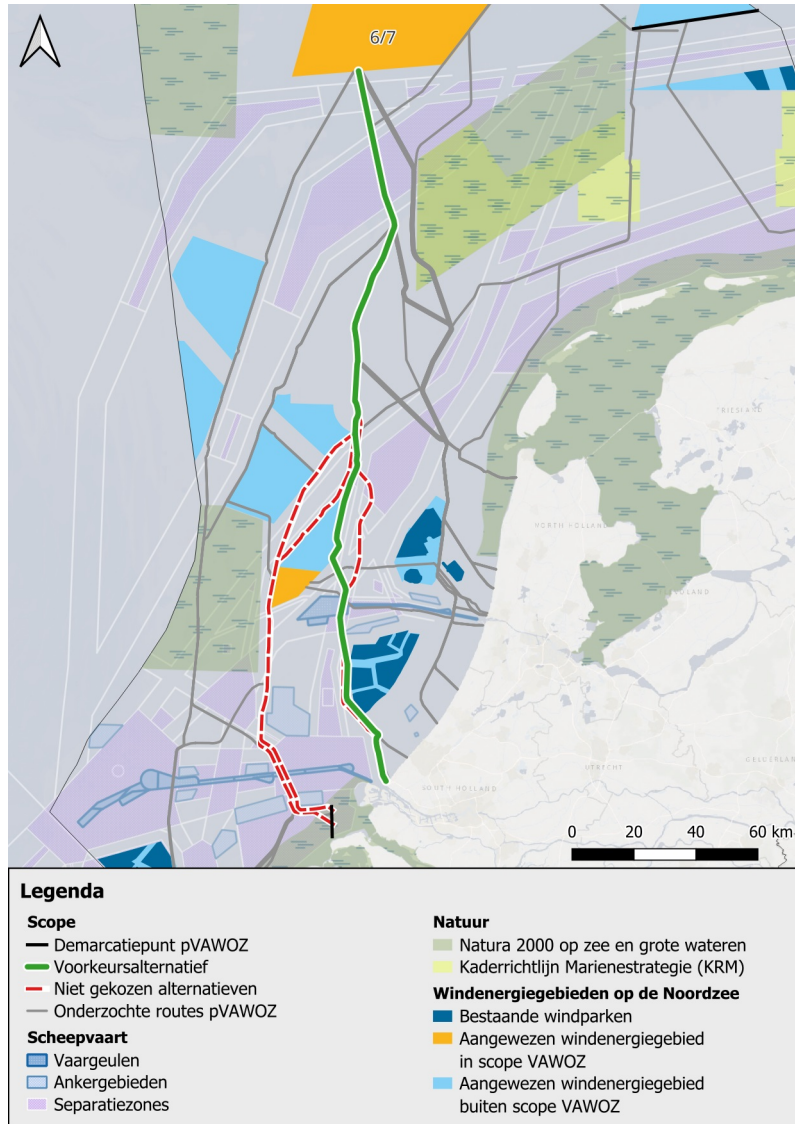 6/7
FRIESLAND
NORTH HOLLAND
UTRECHT
GELDERLAND
SOUTH HOLLAND
0 20 40 60 km
Legenda
Scope
Demarcatiepunt pVAWOZ
Voorkeursalternatief
Niet gekozen alternatieven
Onderzochte routes pVAWOZ
Scheepvaart
Vaargeulen
Ankergebieden
Separatiezones
Natuur
Natura 2000 op zee en grote wateren
Kaderrichtlijn Marienestrategie (KRM)
Windenergiegebieden op de Noordzee
Bestaande windparken
Aangewezen windenergiegebied
in scope VAWOZ
Aangewezen windenergiegebied
buiten scope VAWOZ